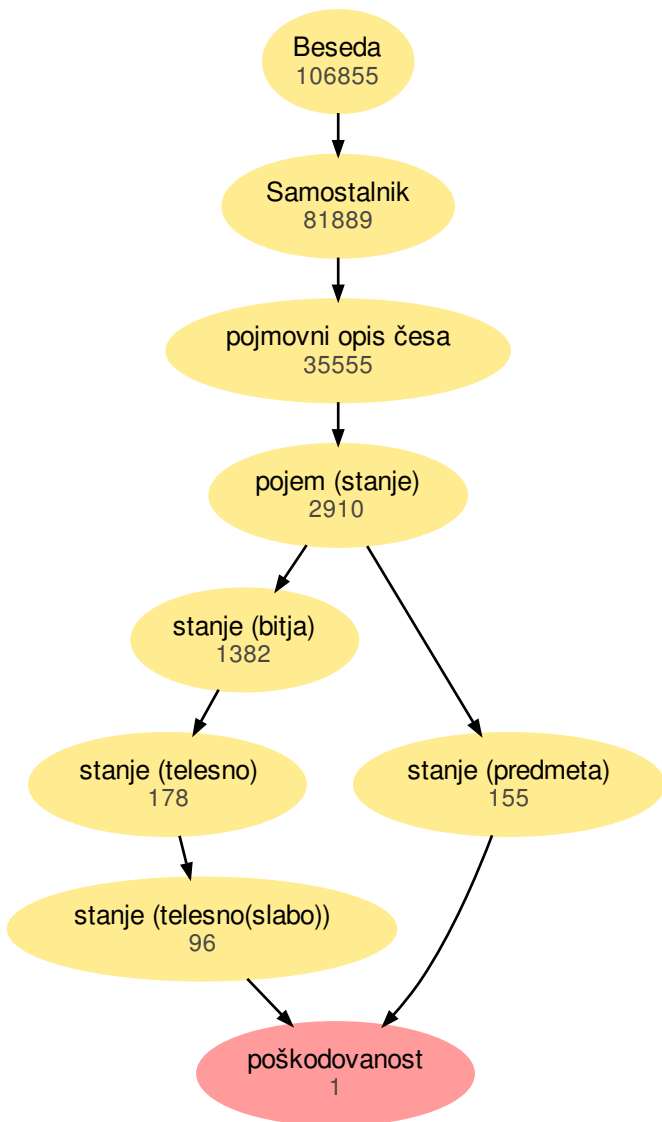 Beseda
106855
Samostalnik
81889
pojmovni opis česa
35555
pojem (stanje)
2910
stanje (bitja)
1382
stanje (telesno)
178
stanje (predmeta)
155
stanje (telesno(slabo))
96
poškodovanost
1